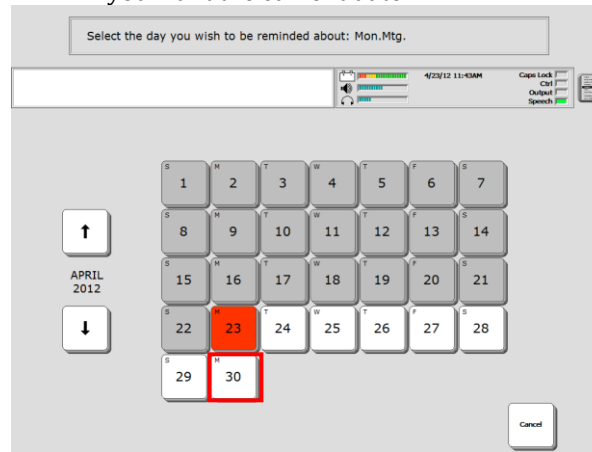 Select the day you wish to be reminded about: Mon.Mtg.
4/23/12 11:43AM
Caps Lock
Ctrl
Output
Speech
S 1 M 2 T 3 W 4 T 5 F 6 S 7
S 8 M 9 T 10 W 11 T 12 F 13 S 14
APRIL
2012
S 15 M 16 T 17 W 18 T 19 F 20 S 21
S 22 M 23 T 24 W 25 T 26 F 27 S 28
S 29 M 30
Cancel